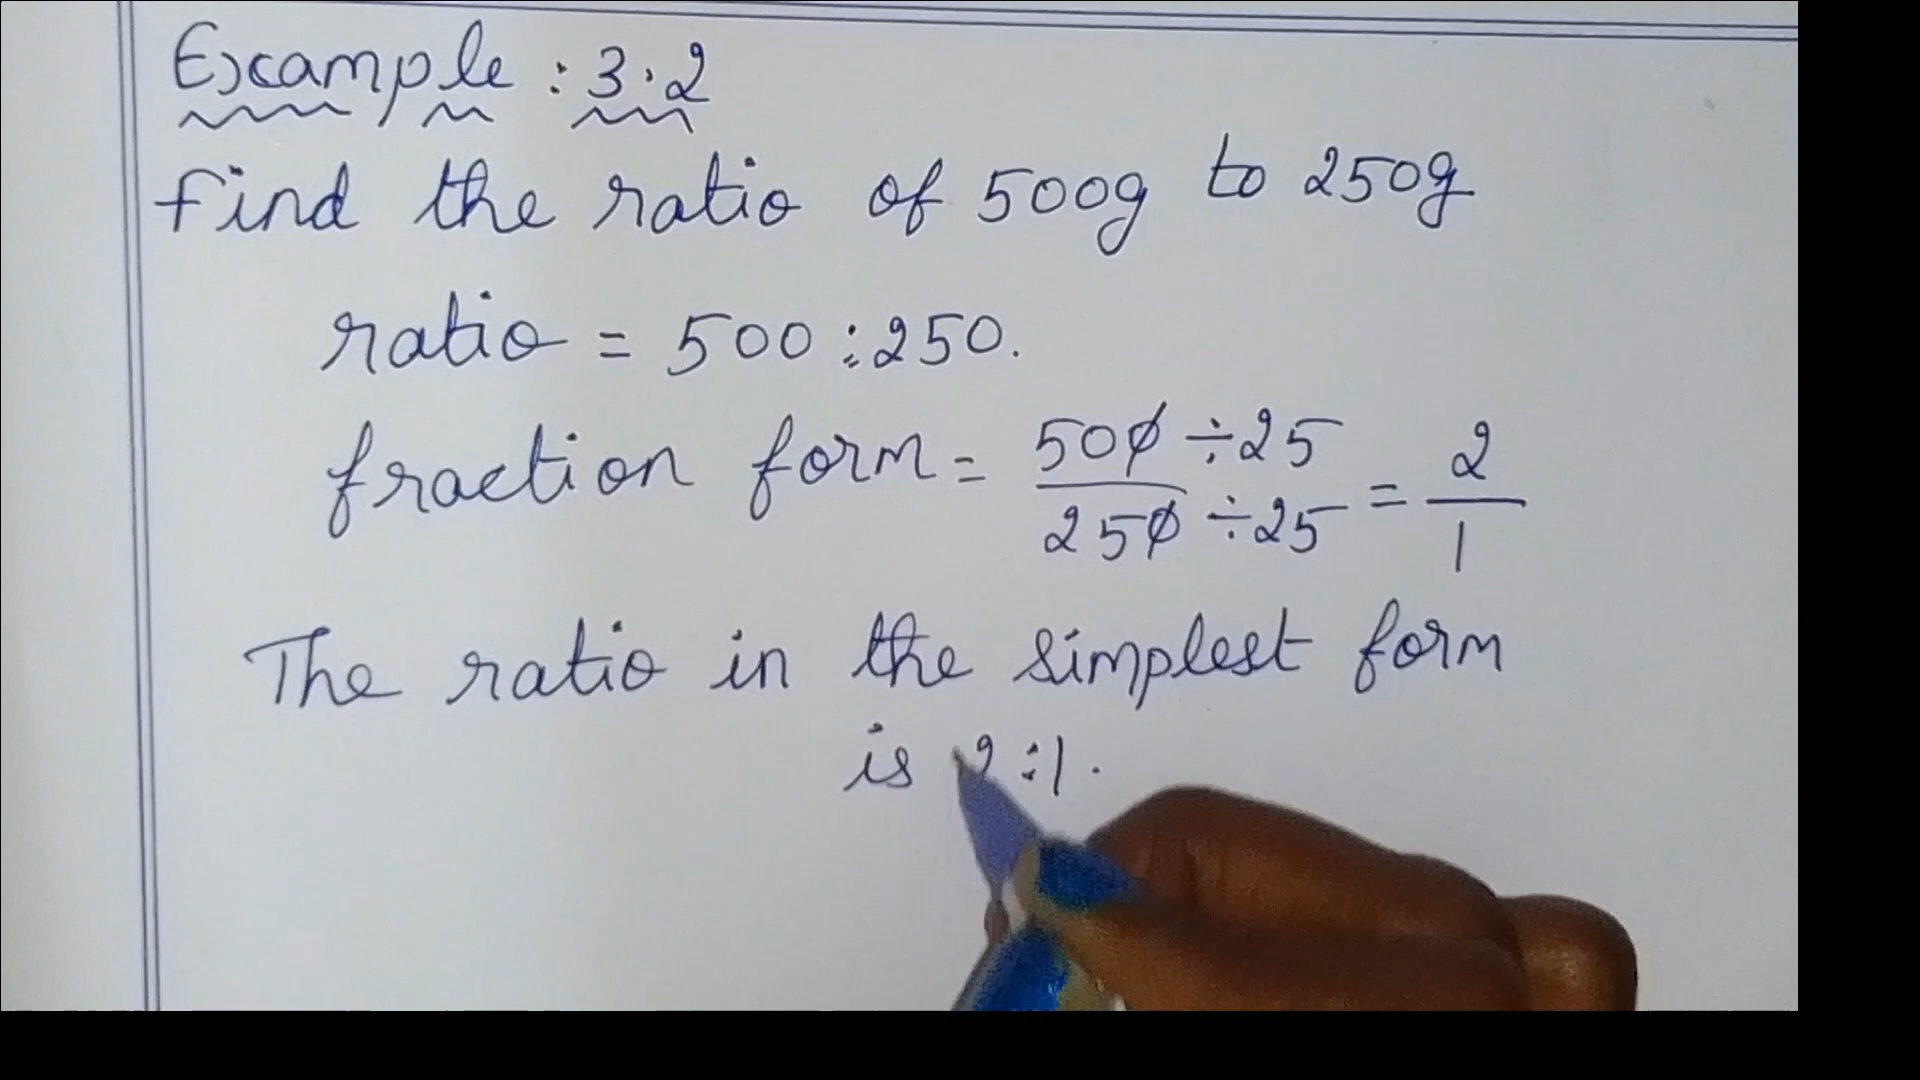 Example : 3.2
Find the ratio of 500g to 250g
ratio = 500 : 250.
fraction form = 500 ÷ 25 / 250 ÷ 25 = 2 / 1
The ratio in the simplest form
is 2 : 1.